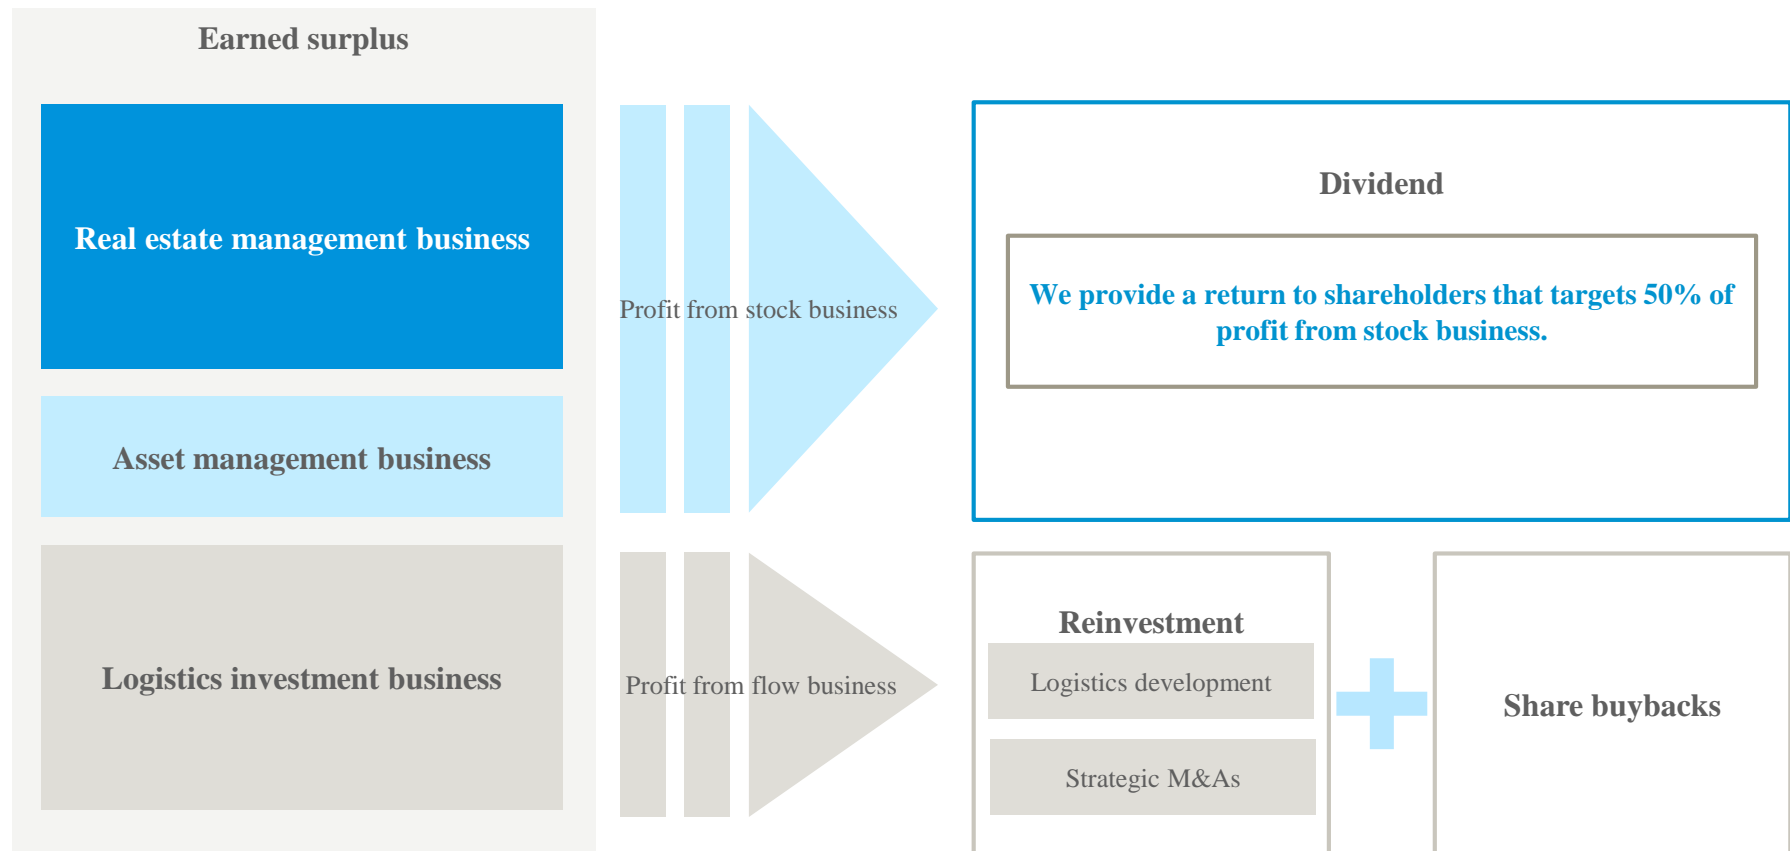 Earned surplus
Real estate management business
Asset management business
Logistics investment business
Profit from stock business
Profit from flow business
Dividend
We provide a return to shareholders that targets 50% of
profit from stock business.
Reinvestment
Logistics development
Strategic M&As
Share buybacks